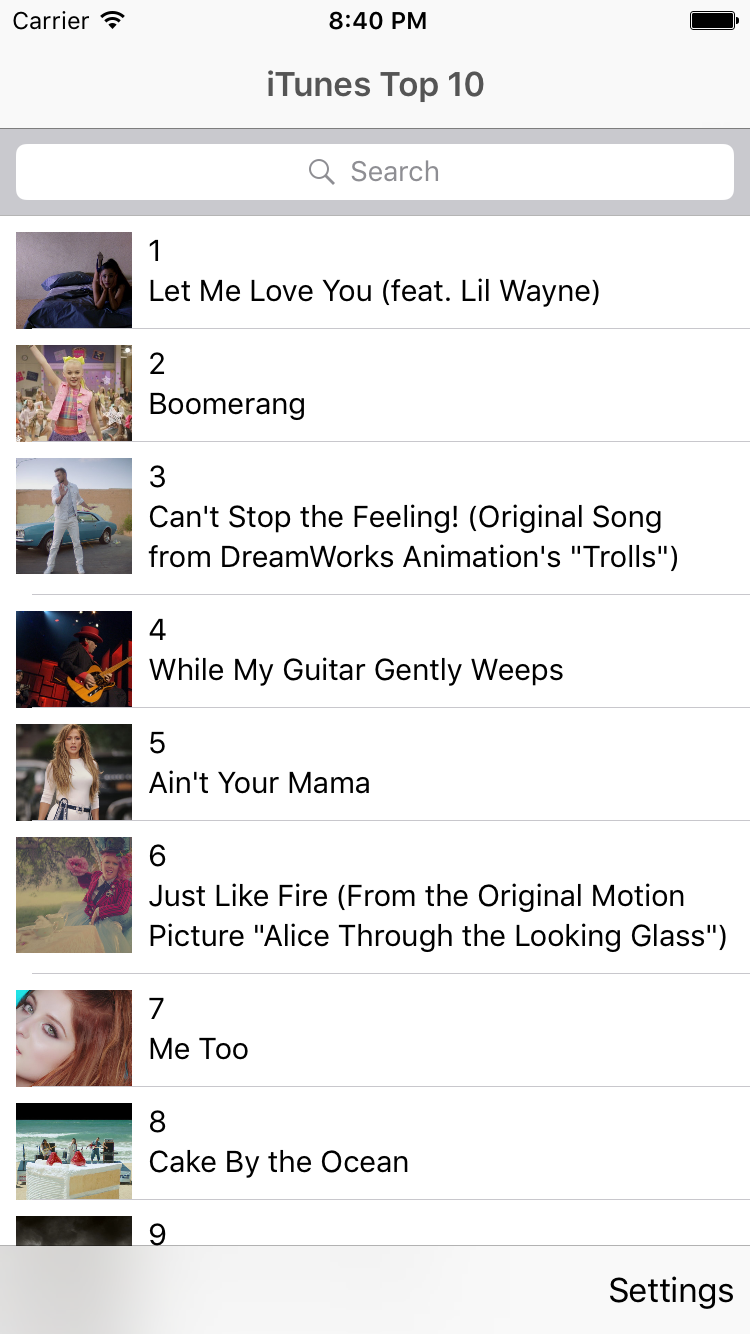 Carrier 8:40 PM
iTunes Top 10
Search
1
Let Me Love You (feat. Lil Wayne)
2
Boomerang
3
Can't Stop the Feeling! (Original Song
from DreamWorks Animation's "Trolls")
4
While My Guitar Gently Weeps
5
Ain't Your Mama
6
Just Like Fire (From the Original Motion
Picture "Alice Through the Looking Glass")
7
Me Too
8
Cake By the Ocean
9
Settings